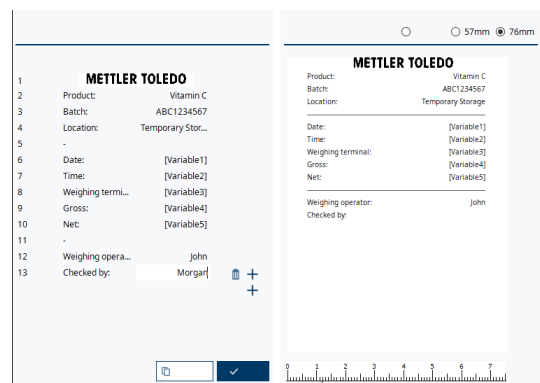 57mm 76mm
1 METTLER TOLEDO
2 Product: Vitamin C
3 Batch: ABC1234567
4 Location: Temporary Stor...
5 -
6 Date: [Variable1]
7 Time: [Variable2]
8 Weighing termi... [Variable3]
9 Gross: [Variable4]
10 Net: [Variable5]
11 -
12 Weighing opera... John
13 Checked by: Morgan
METTLER TOLEDO
Product: Vitamin C
Batch: ABC1234567
Location: Temporary Storage
Date: [Variable1]
Time: [Variable2]
Weighing terminal: [Variable3]
Gross: [Variable4]
Net: [Variable5]
Weighing operator: John
Checked by:
0 1 2 3 4 5 6 7